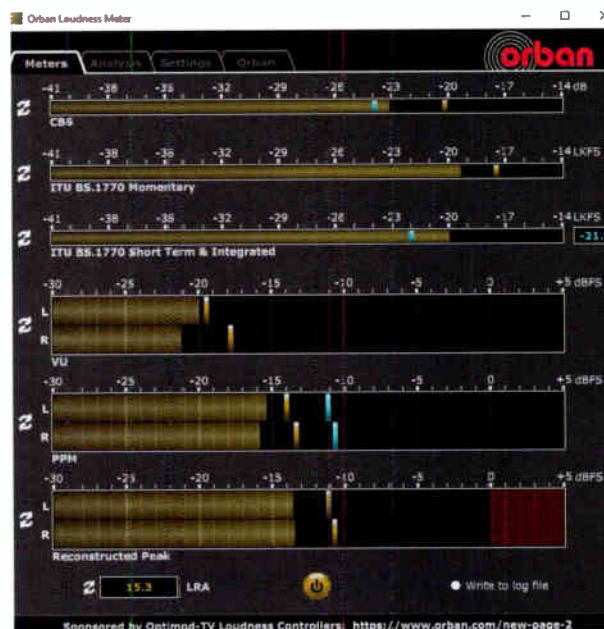 Orban Loudness Meter
Meters Analysis Settings Orban
orban
-41 -38 -35 -32 -29 -26 -23 -20 -17 -14 dB
CBS
-41 -38 -35 -32 -29 -26 -23 -20 -17 -14 LKFS
ITU BS.1770 Momentary
-41 -38 -35 -32 -29 -26 -23 -20 -17 -14 LKFS
-21.
ITU BS.1770 Short Term & Integrated
-30 -25 -20 -15 -10 -5 0 +5 dBFS
L
R
VU
-30 -25 -20 -15 -10 -5 0 +5 dBFS
L
R
PPM
-30 -25 -20 -15 -10 -5 0 +5 dBFS
L
R
Reconstructed Peak
15.3 LRA Write to log file
Sponsored by Optimod-TV Loudness Controllers: https://www.orban.com/new-page-2